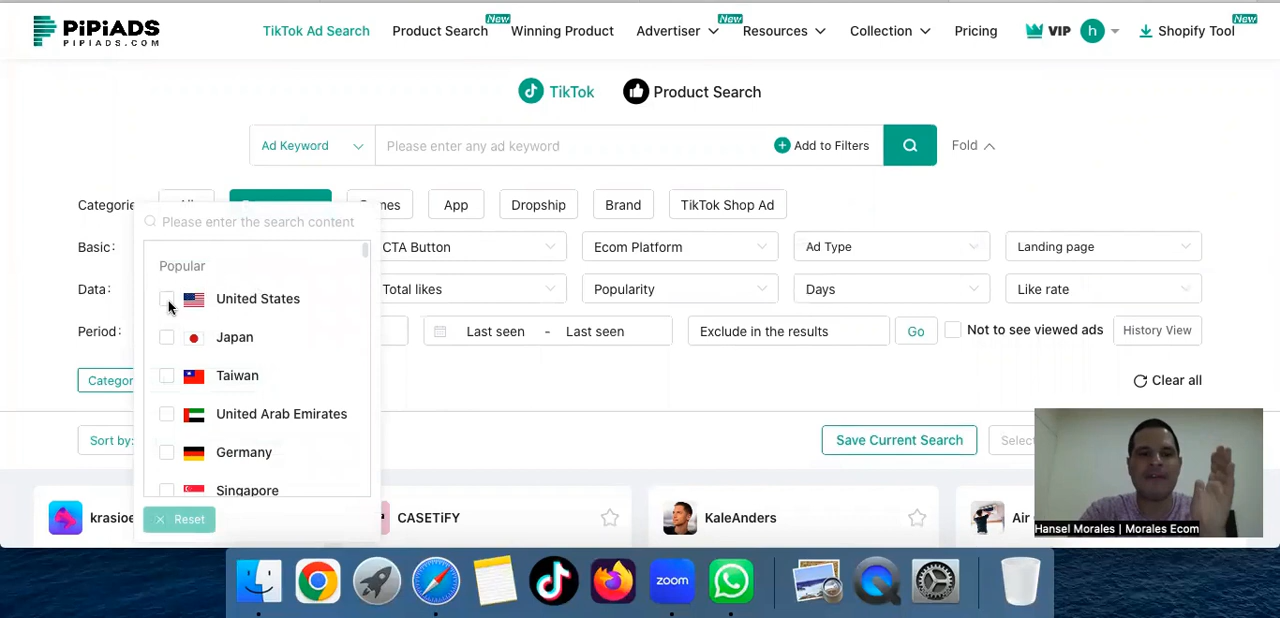 PiPiADS
PIPIADS.COM
TikTok Ad Search
Product Search
New
Winning Product
Advertiser
New
Resources
Collection
Pricing
VIP
h
Shopify Tool
New
TikTok
Product Search
Ad Keyword
Please enter any ad keyword
Add to Filters
Fold
Categorie
App
Dropship
Brand
TikTok Shop Ad
Please enter the search content
Basic:
CTA Button
Ecom Platform
Ad Type
Landing page
Data:
Total likes
Popularity
Days
Like rate
Period:
Last seen - Last seen
Exclude in the results
Go
Not to see viewed ads
History View
Popular
United States
Japan
Taiwan
United Arab Emirates
Germany
Singapore
Reset
Categor
Clear all
Sort by:
Save Current Search
Selec
krasioe
CASETiFY
KaleAnders
Air
Hansel Morales | Morales Ecom
zoom